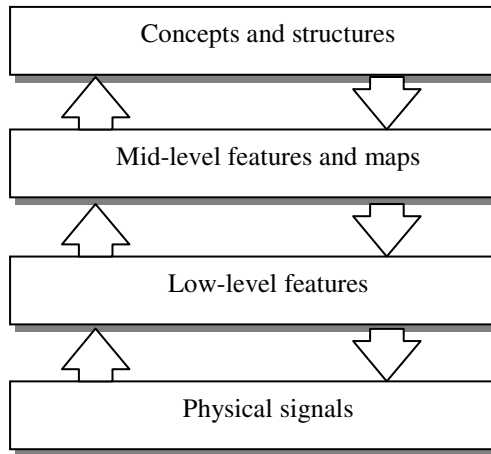 Concepts and structures
Mid-level features and maps
Low-level features
Physical signals